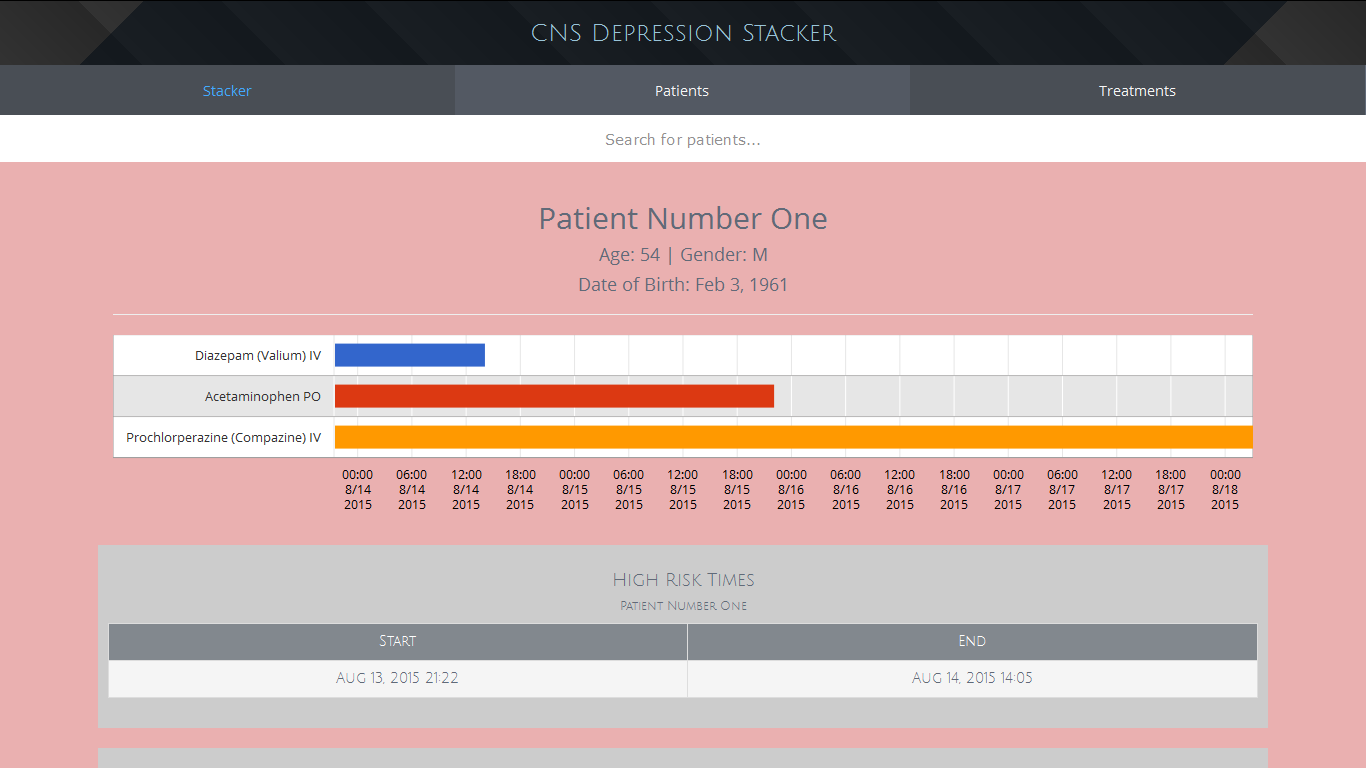 CNS Depression Stacker
Stacker Patients Treatments
Search for patients...
Patient Number One
Age: 54 | Gender: M
Date of Birth: Feb 3, 1961
Diazepam (Valium) IV
Acetaminophen PO
Prochlorperazine (Compazine) IV
00:00 06:00 12:00 18:00 00:00 06:00 12:00 18:00 00:00 06:00 12:00 18:00 00:00 06:00 12:00 18:00 00:00
8/14 8/14 8/14 8/14 8/15 8/15 8/15 8/15 8/16 8/16 8/16 8/16 8/17 8/17 8/17 8/17 8/18
2015 2015 2015 2015 2015 2015 2015 2015 2015 2015 2015 2015 2015 2015 2015 2015 2015
High Risk Times
Patient Number One
Start End
Aug 13, 2015 21:22 Aug 14, 2015 14:05